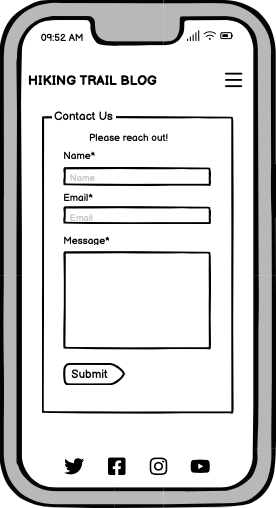 09:52 AM
HIKING TRAIL BLOG
Contact Us
Please reach out!
Name*
Name
Email*
Email
Message*
Submit